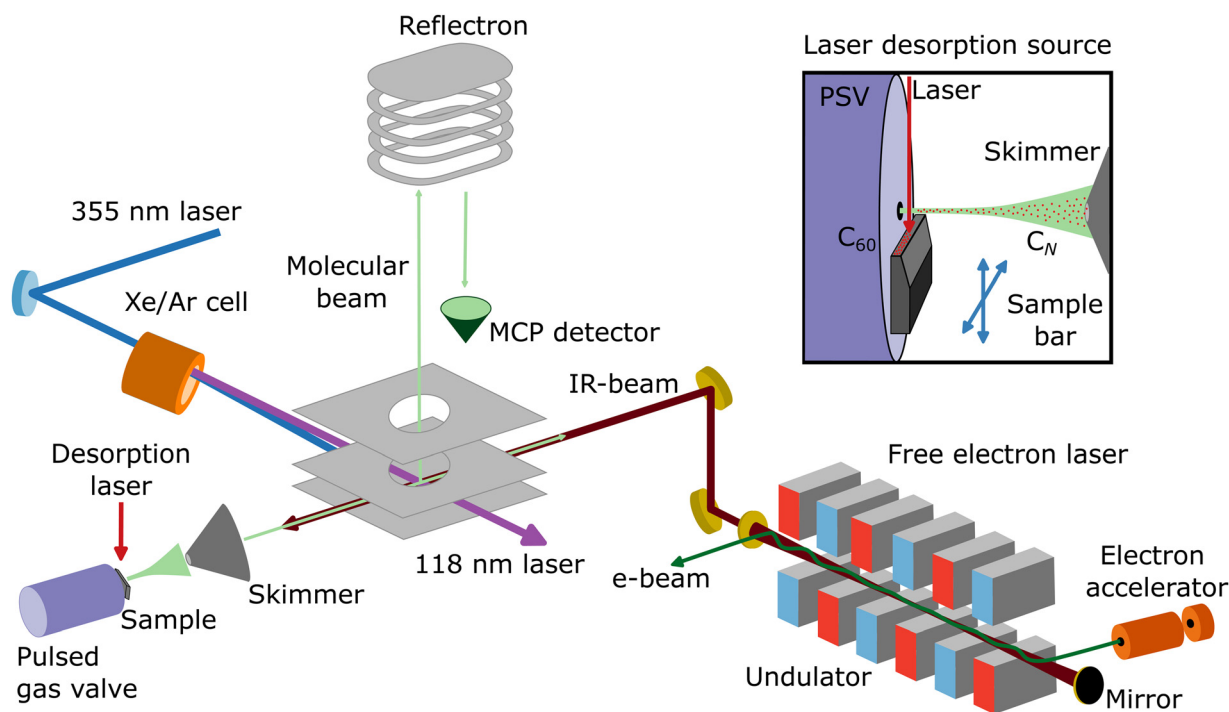 Reflectron
Laser desorption source
PSV
Laser
Skimmer
C₆₀
C_N
Sample
bar
355 nm laser
Xe/Ar cell
Molecular
beam
MCP detector
IR-beam
Desorption
laser
Free electron laser
118 nm laser
e-beam
Electron
accelerator
Skimmer
Sample
Pulsed
gas valve
Undulator
Mirror